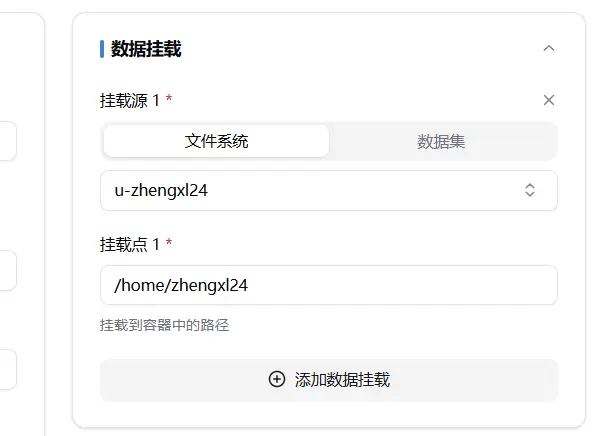 数据挂载
挂载源 1 *
文件系统
数据集
u-zhengxl24
挂载点 1 *
/home/zhengxl24
挂载到容器中的路径
添加数据挂载